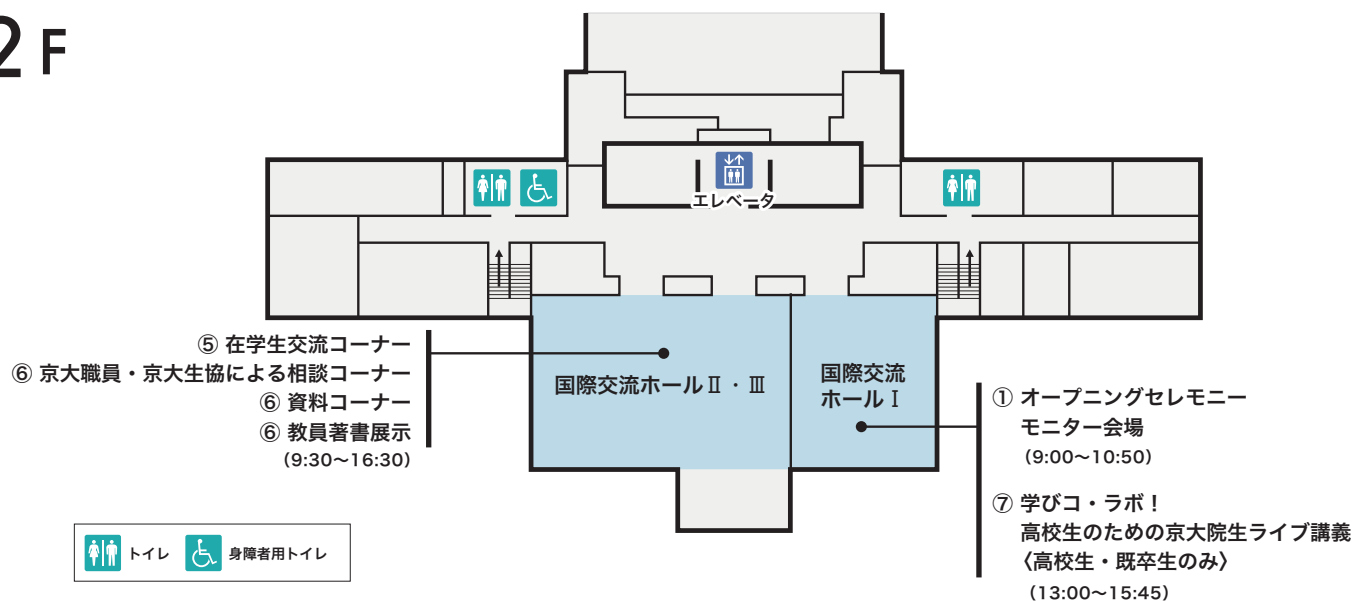 2F
エレベータ
⑤ 在学生交流コーナー
⑥ 京大職員・京大生協による相談コーナー
⑥ 資料コーナー
⑥ 教員著書展示
（9:30〜16:30）
国際交流ホールⅡ・Ⅲ
国際交流
ホールⅠ
① オープニングセレモニー
モニター会場
（9:00〜10:50）
⑦ 学びコ・ラボ！
高校生のための京大院生ライブ講義
〈高校生・既卒生のみ〉
（13:00〜15:45）
トイレ 身障者用トイレ